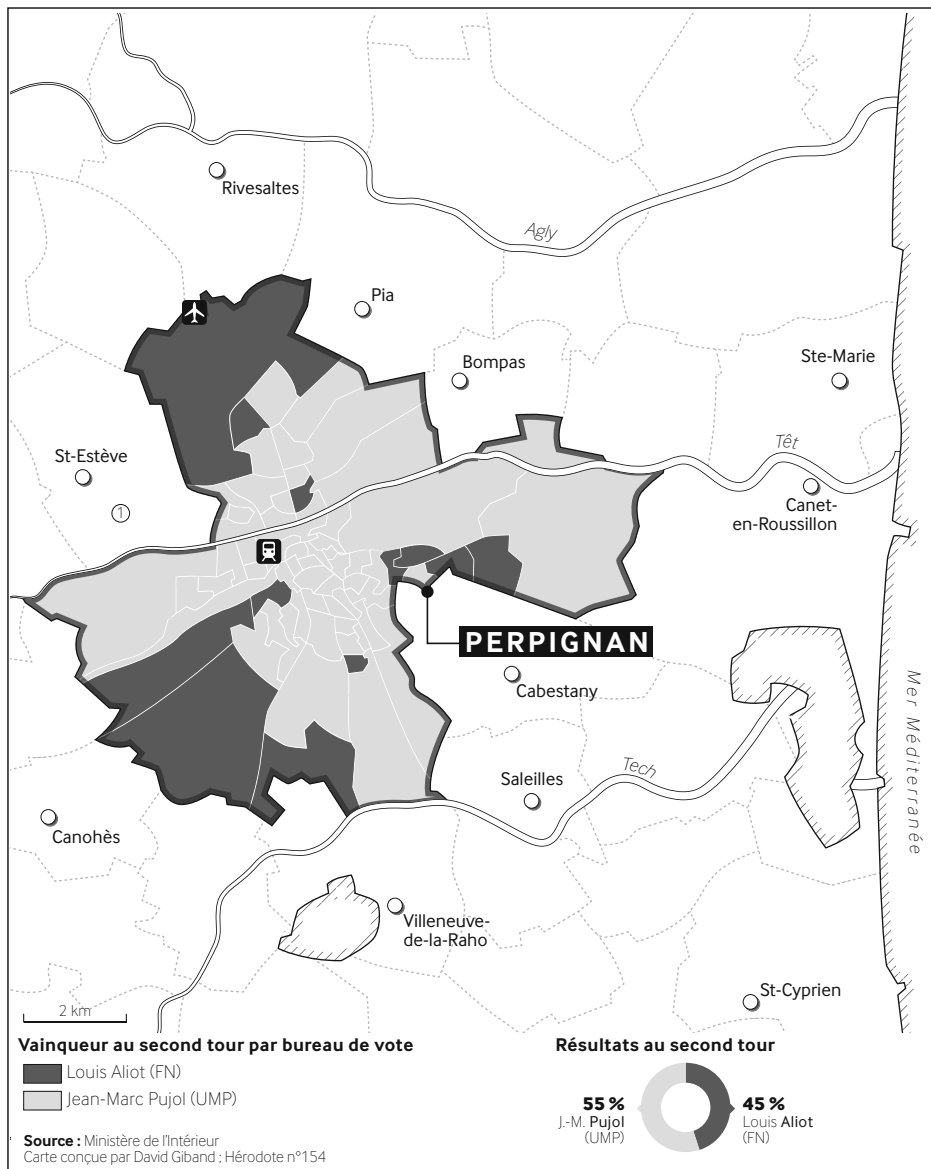 Rivesaltes
Agly
Pia
Bompas
Ste-Marie
St-Estève
Têt
Canet-
en-Roussillon
1
PERPIGNAN
Cabestany
Mer Méditerranée
Tech
Saleilles
Canohès
Villeneuve-
de-la-Raho
St-Cyprien
2 km
Vainqueur au second tour par bureau de vote
Louis Aliot (FN)
Jean-Marc Pujol (UMP)
Source : Ministère de l'Intérieur
Carte conçue par David Giband ; Hérodote n°154
Résultats au second tour
55 %
J.-M. Pujol
(UMP)
45 %
Louis Aliot
(FN)